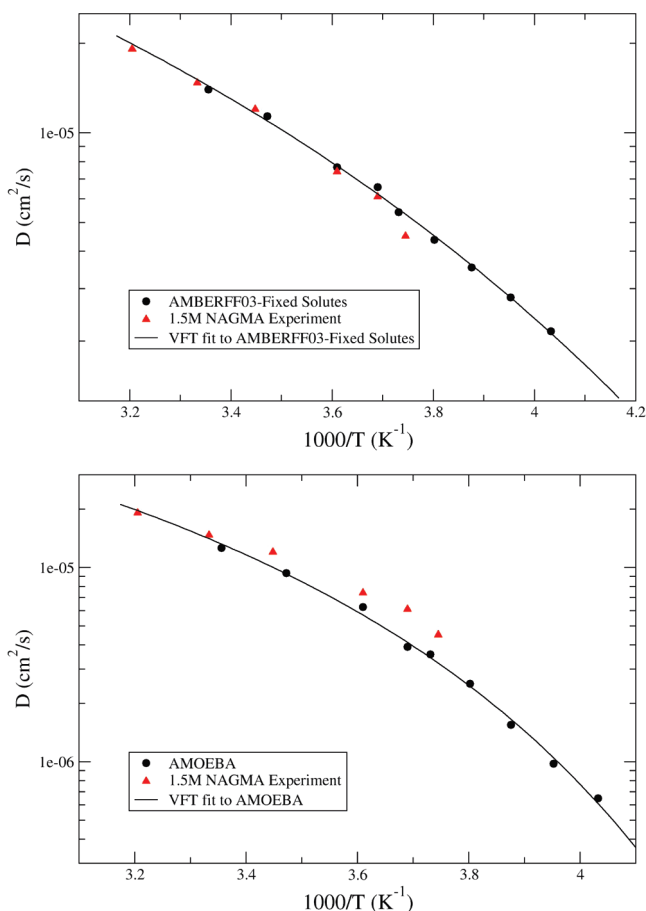 1e-05
D (cm²/s)
AMBERFF03-Fixed Solutes
1.5M NAGMA Experiment
VFT fit to AMBERFF03-Fixed Solutes
3.2 3.4 3.6 3.8 4 4.2
1000/T (K⁻¹)
1e-05
D (cm²/s)
1e-06
AMOEBA
1.5M NAGMA Experiment
VFT fit to AMOEBA
3.2 3.4 3.6 3.8 4
1000/T (K⁻¹)